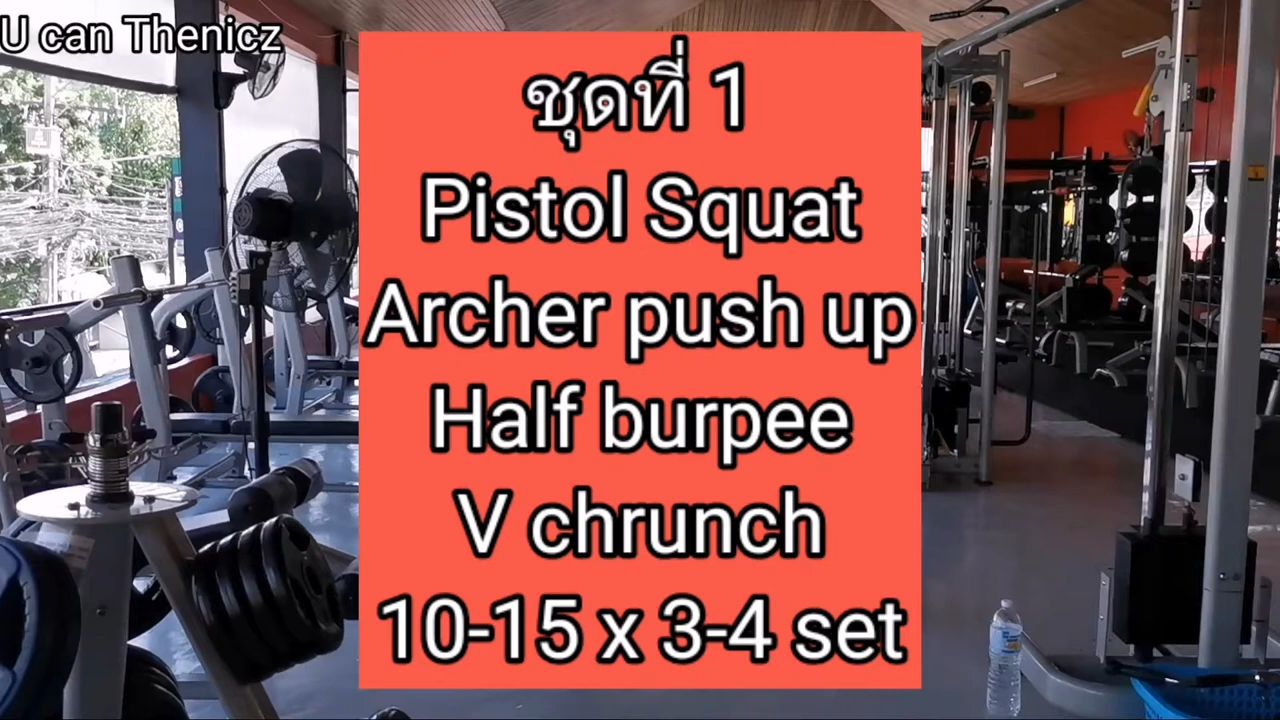 U can Thenicz
ชุดที่ 1
Pistol Squat
Archer push up
Half burpee
V chrunch
10-15 x 3-4 set